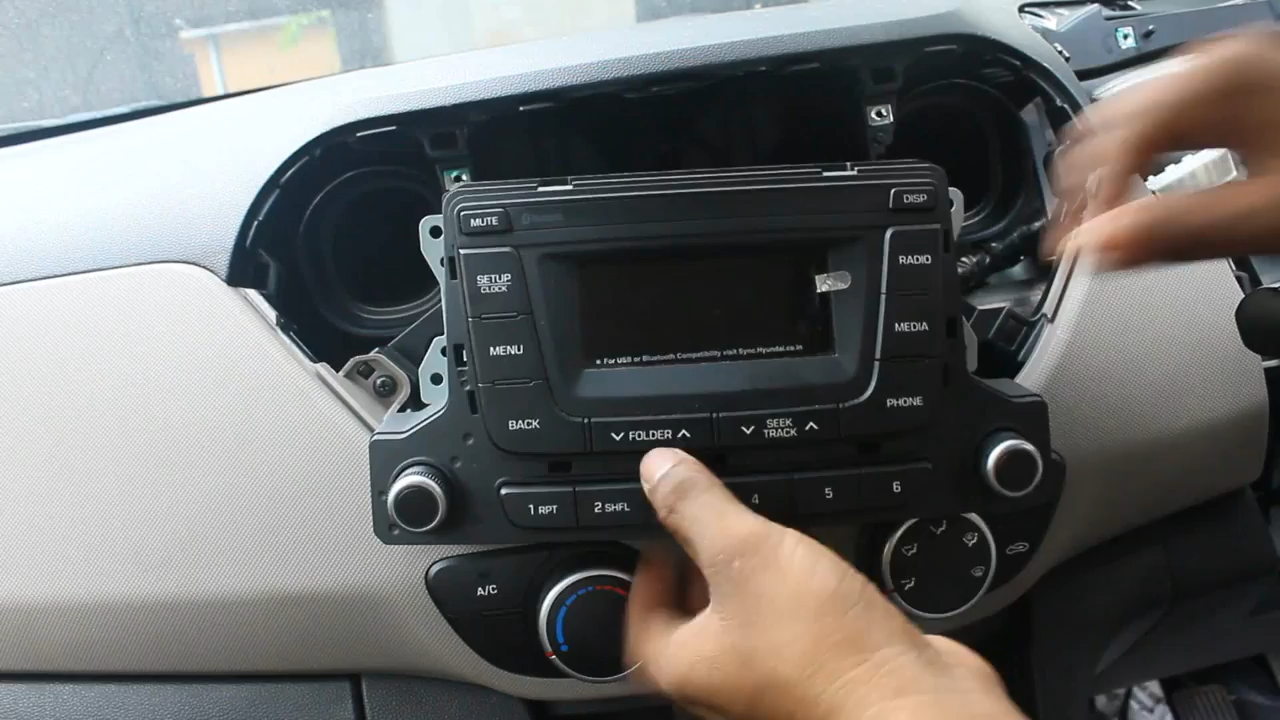 MUTE
DISP
SETUP
CLOCK
RADIO
MENU
MEDIA
For USB or Bluetooth Compatibility visit Sync.Hyundai.co.in
BACK
PHONE
FOLDER
SEEK
TRACK
1 RPT
2 SHFL
4
5
6
A/C